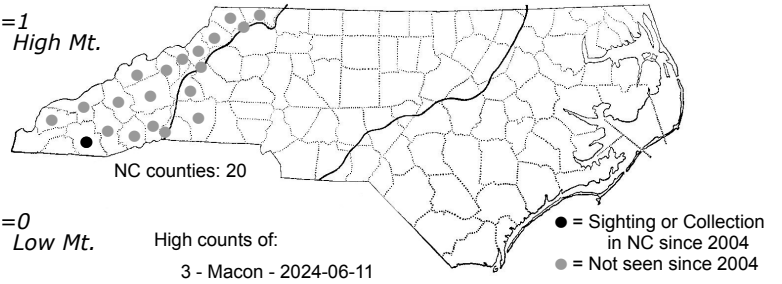 =1
High Mt.
NC counties: 20
=0
Low Mt.
High counts of:
3 - Macon - 2024-06-11
● = Sighting or Collection
in NC since 2004
● = Not seen since 2004